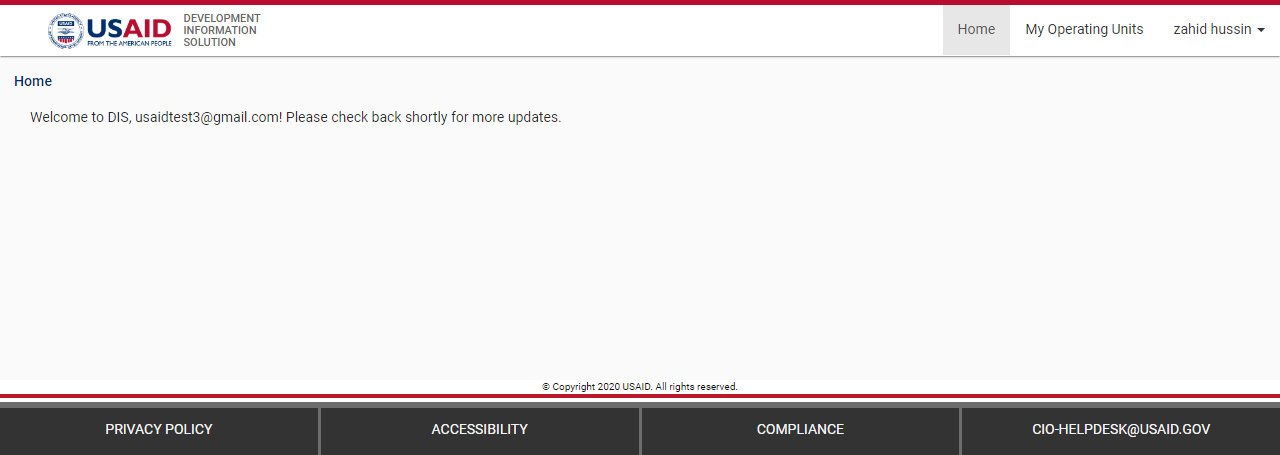 USAID
FROM THE AMERICAN PEOPLE
DEVELOPMENT
INFORMATION
SOLUTION
Home
My Operating Units
zahid hussin
Home
Welcome to DIS, usaidtest3@gmail.com! Please check back shortly for more updates.
© Copyright 2020 USAID. All rights reserved.
PRIVACY POLICY
ACCESSIBILITY
COMPLIANCE
CIO-HELPDESK@USAID.GOV